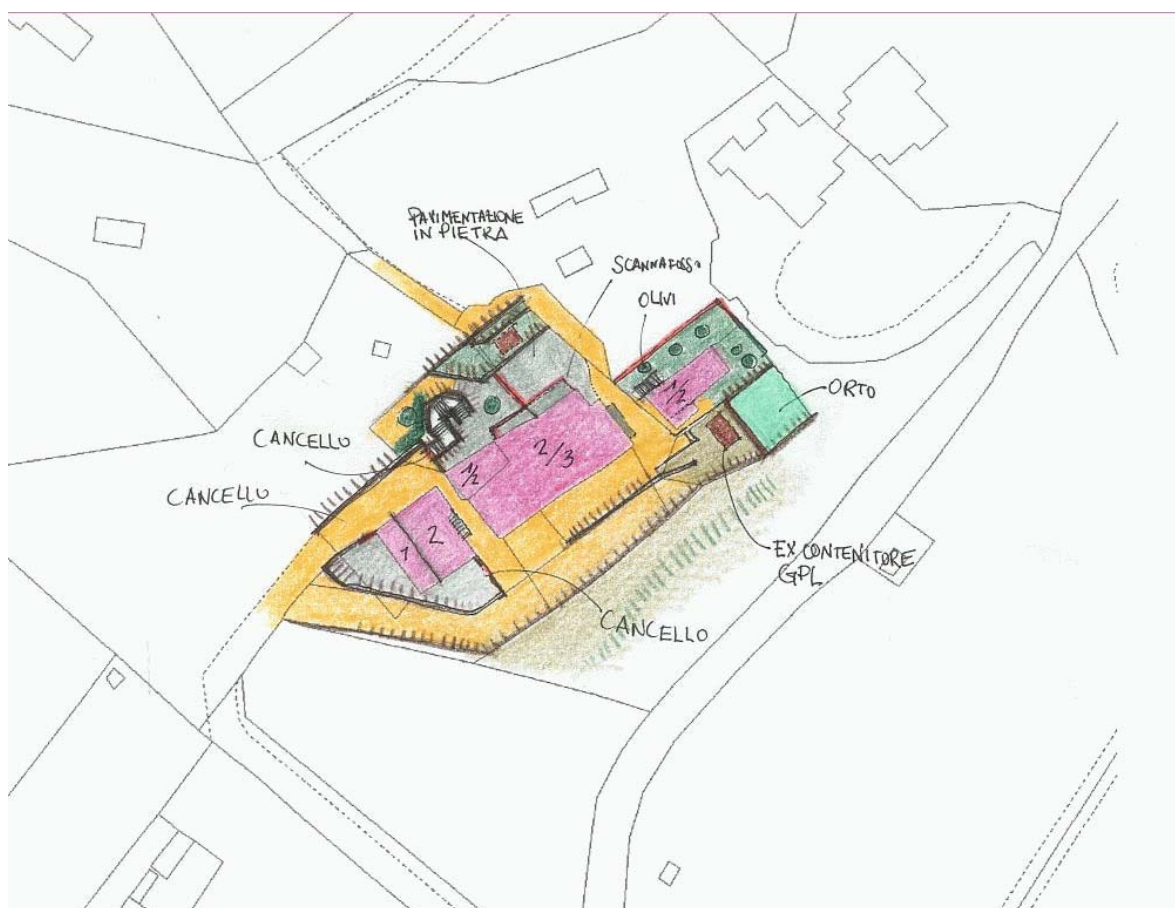 PAVIMENTAZIONE
IN PIETRA
SCANNAFOSSO
OLIVI
1/2
ORTO
CANCELLO
2/3
1/2
CANCELLO
2
1
EX CONTENITORE
GPL
CANCELLO